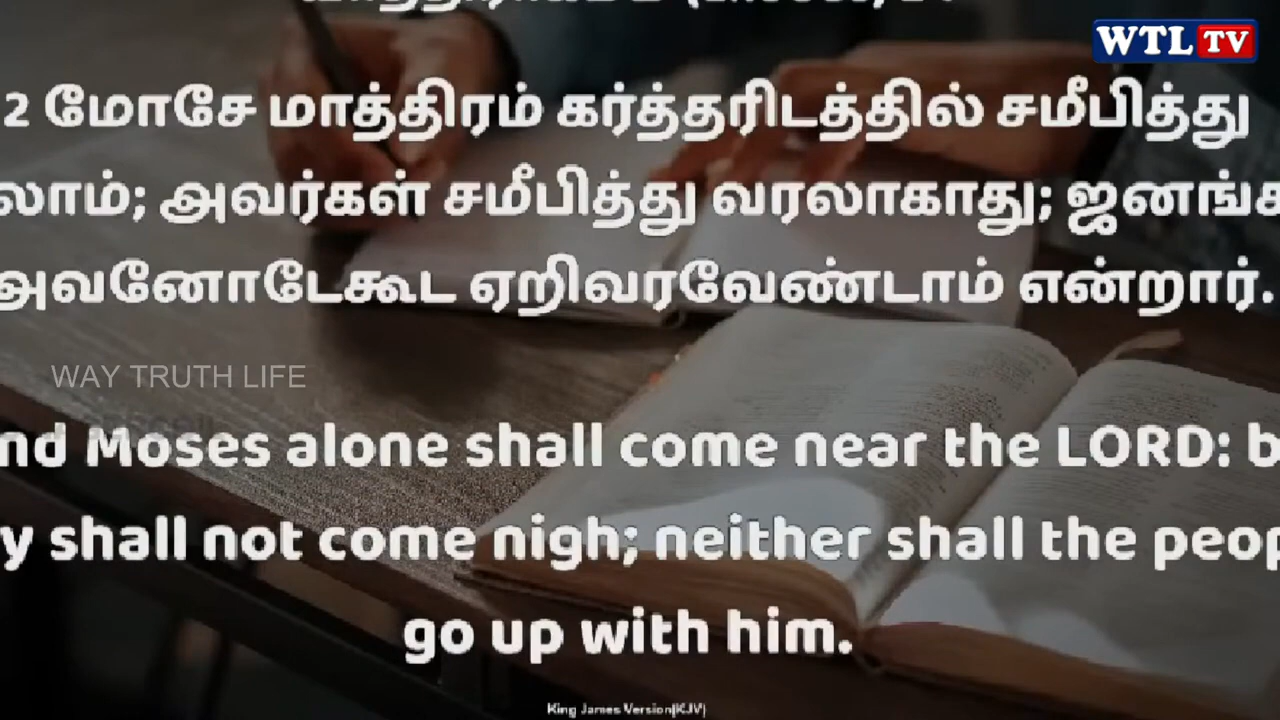 WTL TV
2 மோசே மாத்திரம் கர்த்தரிடத்தில் சமீபித்து
லாம்; அவர்கள் சமீபித்து வரலாகாது; ஜனங்க
அவனோடேகூட ஏறிவரவேண்டாம் என்றார்.
WAY TRUTH LIFE
nd Moses alone shall come near the LORD: b
y shall not come nigh; neither shall the peop
go up with him.
King James Version(KJV)